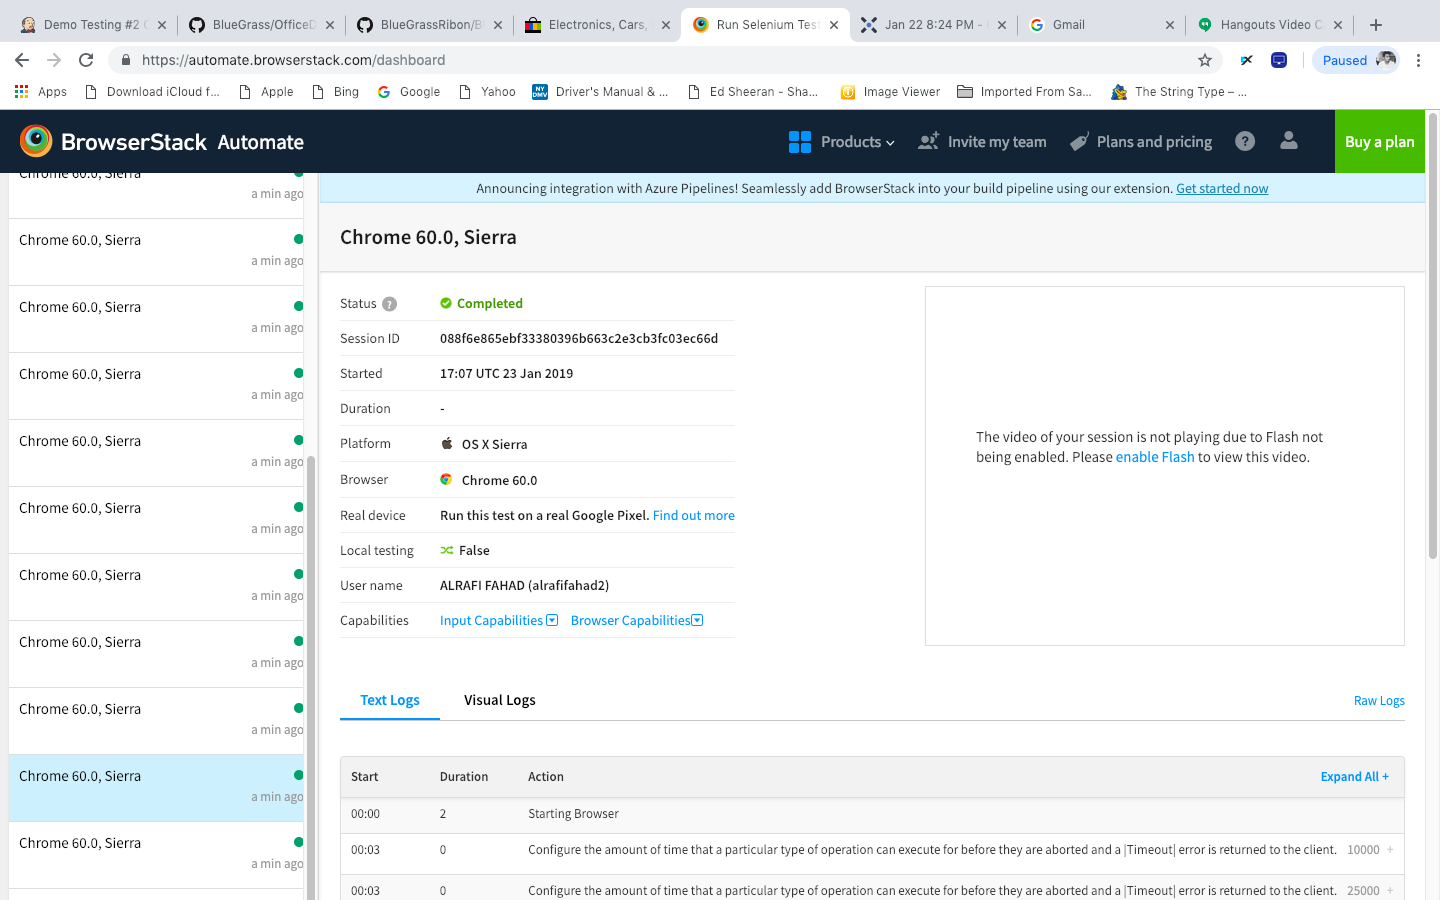 Demo Testing #2 
BlueGrass/OfficeD
BlueGrassRibon/Bl
Electronics, Cars,
Run Selenium Test
Jan 22 8:24 PM -
Gmail
Hangouts Video C
https://automate.browserstack.com/dashboard
Paused
Apps
Download iCloud f...
Apple
Bing
Google
Yahoo
NY DMV
Driver's Manual & ...
Ed Sheeran - Sha...
Image Viewer
Imported From Sa...
The String Type – ...
BrowserStack Automate
Products
Invite my team
Plans and pricing
?
Buy a plan
Chrome 60.0, Sierra
a min ago
Chrome 60.0, Sierra
a min ago
Chrome 60.0, Sierra
a min ago
Chrome 60.0, Sierra
a min ago
Chrome 60.0, Sierra
a min ago
Chrome 60.0, Sierra
a min ago
Chrome 60.0, Sierra
a min ago
Chrome 60.0, Sierra
a min ago
Chrome 60.0, Sierra
a min ago
Chrome 60.0, Sierra
a min ago
Chrome 60.0, Sierra
a min ago
Announcing integration with Azure Pipelines! Seamlessly add BrowserStack into your build pipeline using our extension. Get started now
Chrome 60.0, Sierra
Status ? Completed
Session ID 088f6e865ebf33380396b663c2e3cb3fc03ec66d
Started 17:07 UTC 23 Jan 2019
Duration -
Platform OS X Sierra
Browser Chrome 60.0
Real device Run this test on a real Google Pixel. Find out more
Local testing False
User name ALRAFI FAHAD (alrafifahad2)
Capabilities Input Capabilities Browser Capabilities
The video of your session is not playing due to Flash not
being enabled. Please enable Flash to view this video.
Text Logs Visual Logs Raw Logs
Start Duration Action Expand All +
00:00 2 Starting Browser
00:03 0 Configure the amount of time that a particular type of operation can execute for before they are aborted and a |Timeout| error is returned to the client. 10000 +
00:03 0 Configure the amount of time that a particular type of operation can execute for before they are aborted and a |Timeout| error is returned to the client. 25000 +